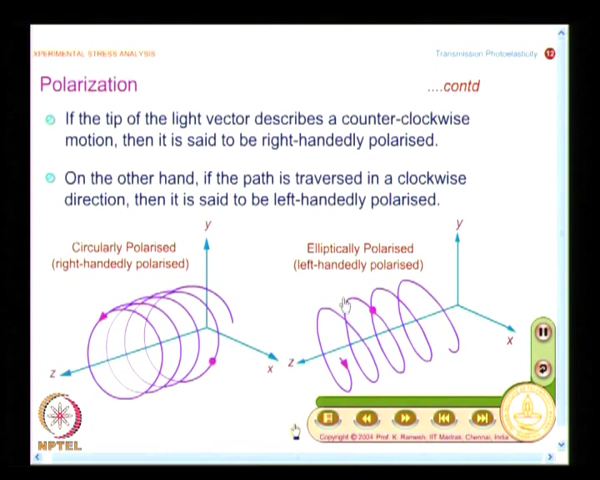 XPERIMENTAL STRESS ANALYSIS
Transmission Photoelasticity 12
Polarization
....contd
If the tip of the light vector describes a counter-clockwise
motion, then it is said to be right-handedly polarised.
On the other hand, if the path is traversed in a clockwise
direction, then it is said to be left-handedly polarised.
Circularly Polarised
(right-handedly polarised)
y
x
z
Elliptically Polarised
(left-handedly polarised)
y
x
z
NPTEL
Copyright © 2004 Prof. K. Ramesh, IIT Madras, Chennai, India